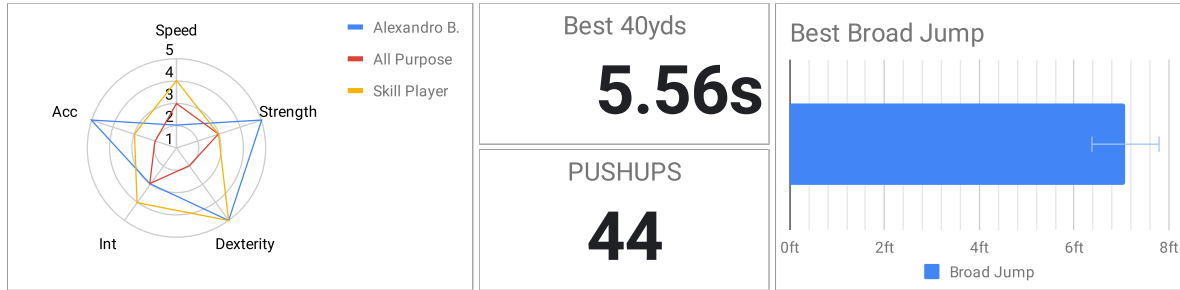 Speed
5
4
3
2
1
Acc
Strength
Int
Dexterity
Alexandro B.
All Purpose
Skill Player
Best 40yds
5.56s
PUSHUPS
44
Best Broad Jump
0ft 2ft 4ft 6ft 8ft
Broad Jump